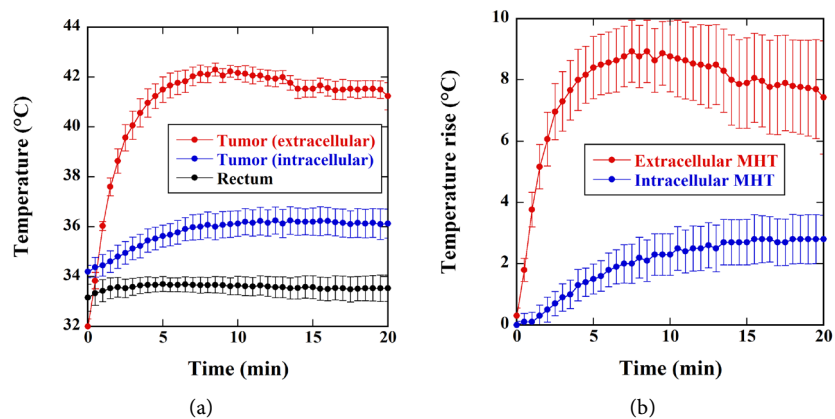 44
42
40
38
36
34
32
Temperature (°C)
Tumor (extracellular)
Tumor (intracellular)
Rectum
0 5 10 15 20
Time (min)
(a)
10
8
6
4
2
0
Temperature rise (°C)
Extracellular MHT
Intracellular MHT
0 5 10 15 20
Time (min)
(b)